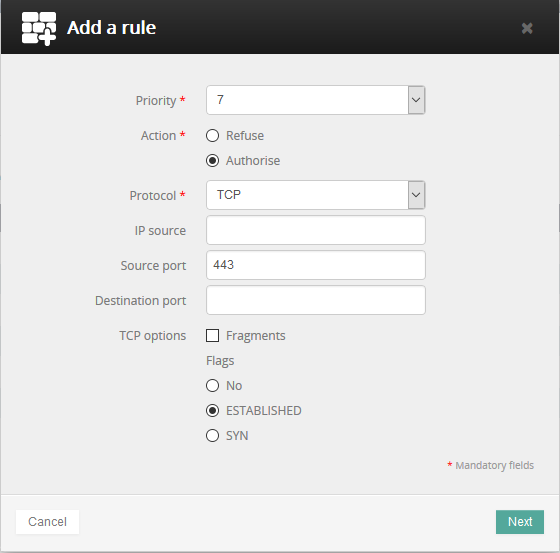 Add a rule
Priority * 7
Action * Refuse
Authorise
Protocol * TCP
IP source
Source port 443
Destination port
TCP options Fragments
Flags
No
ESTABLISHED
SYN
* Mandatory fields
Cancel Next